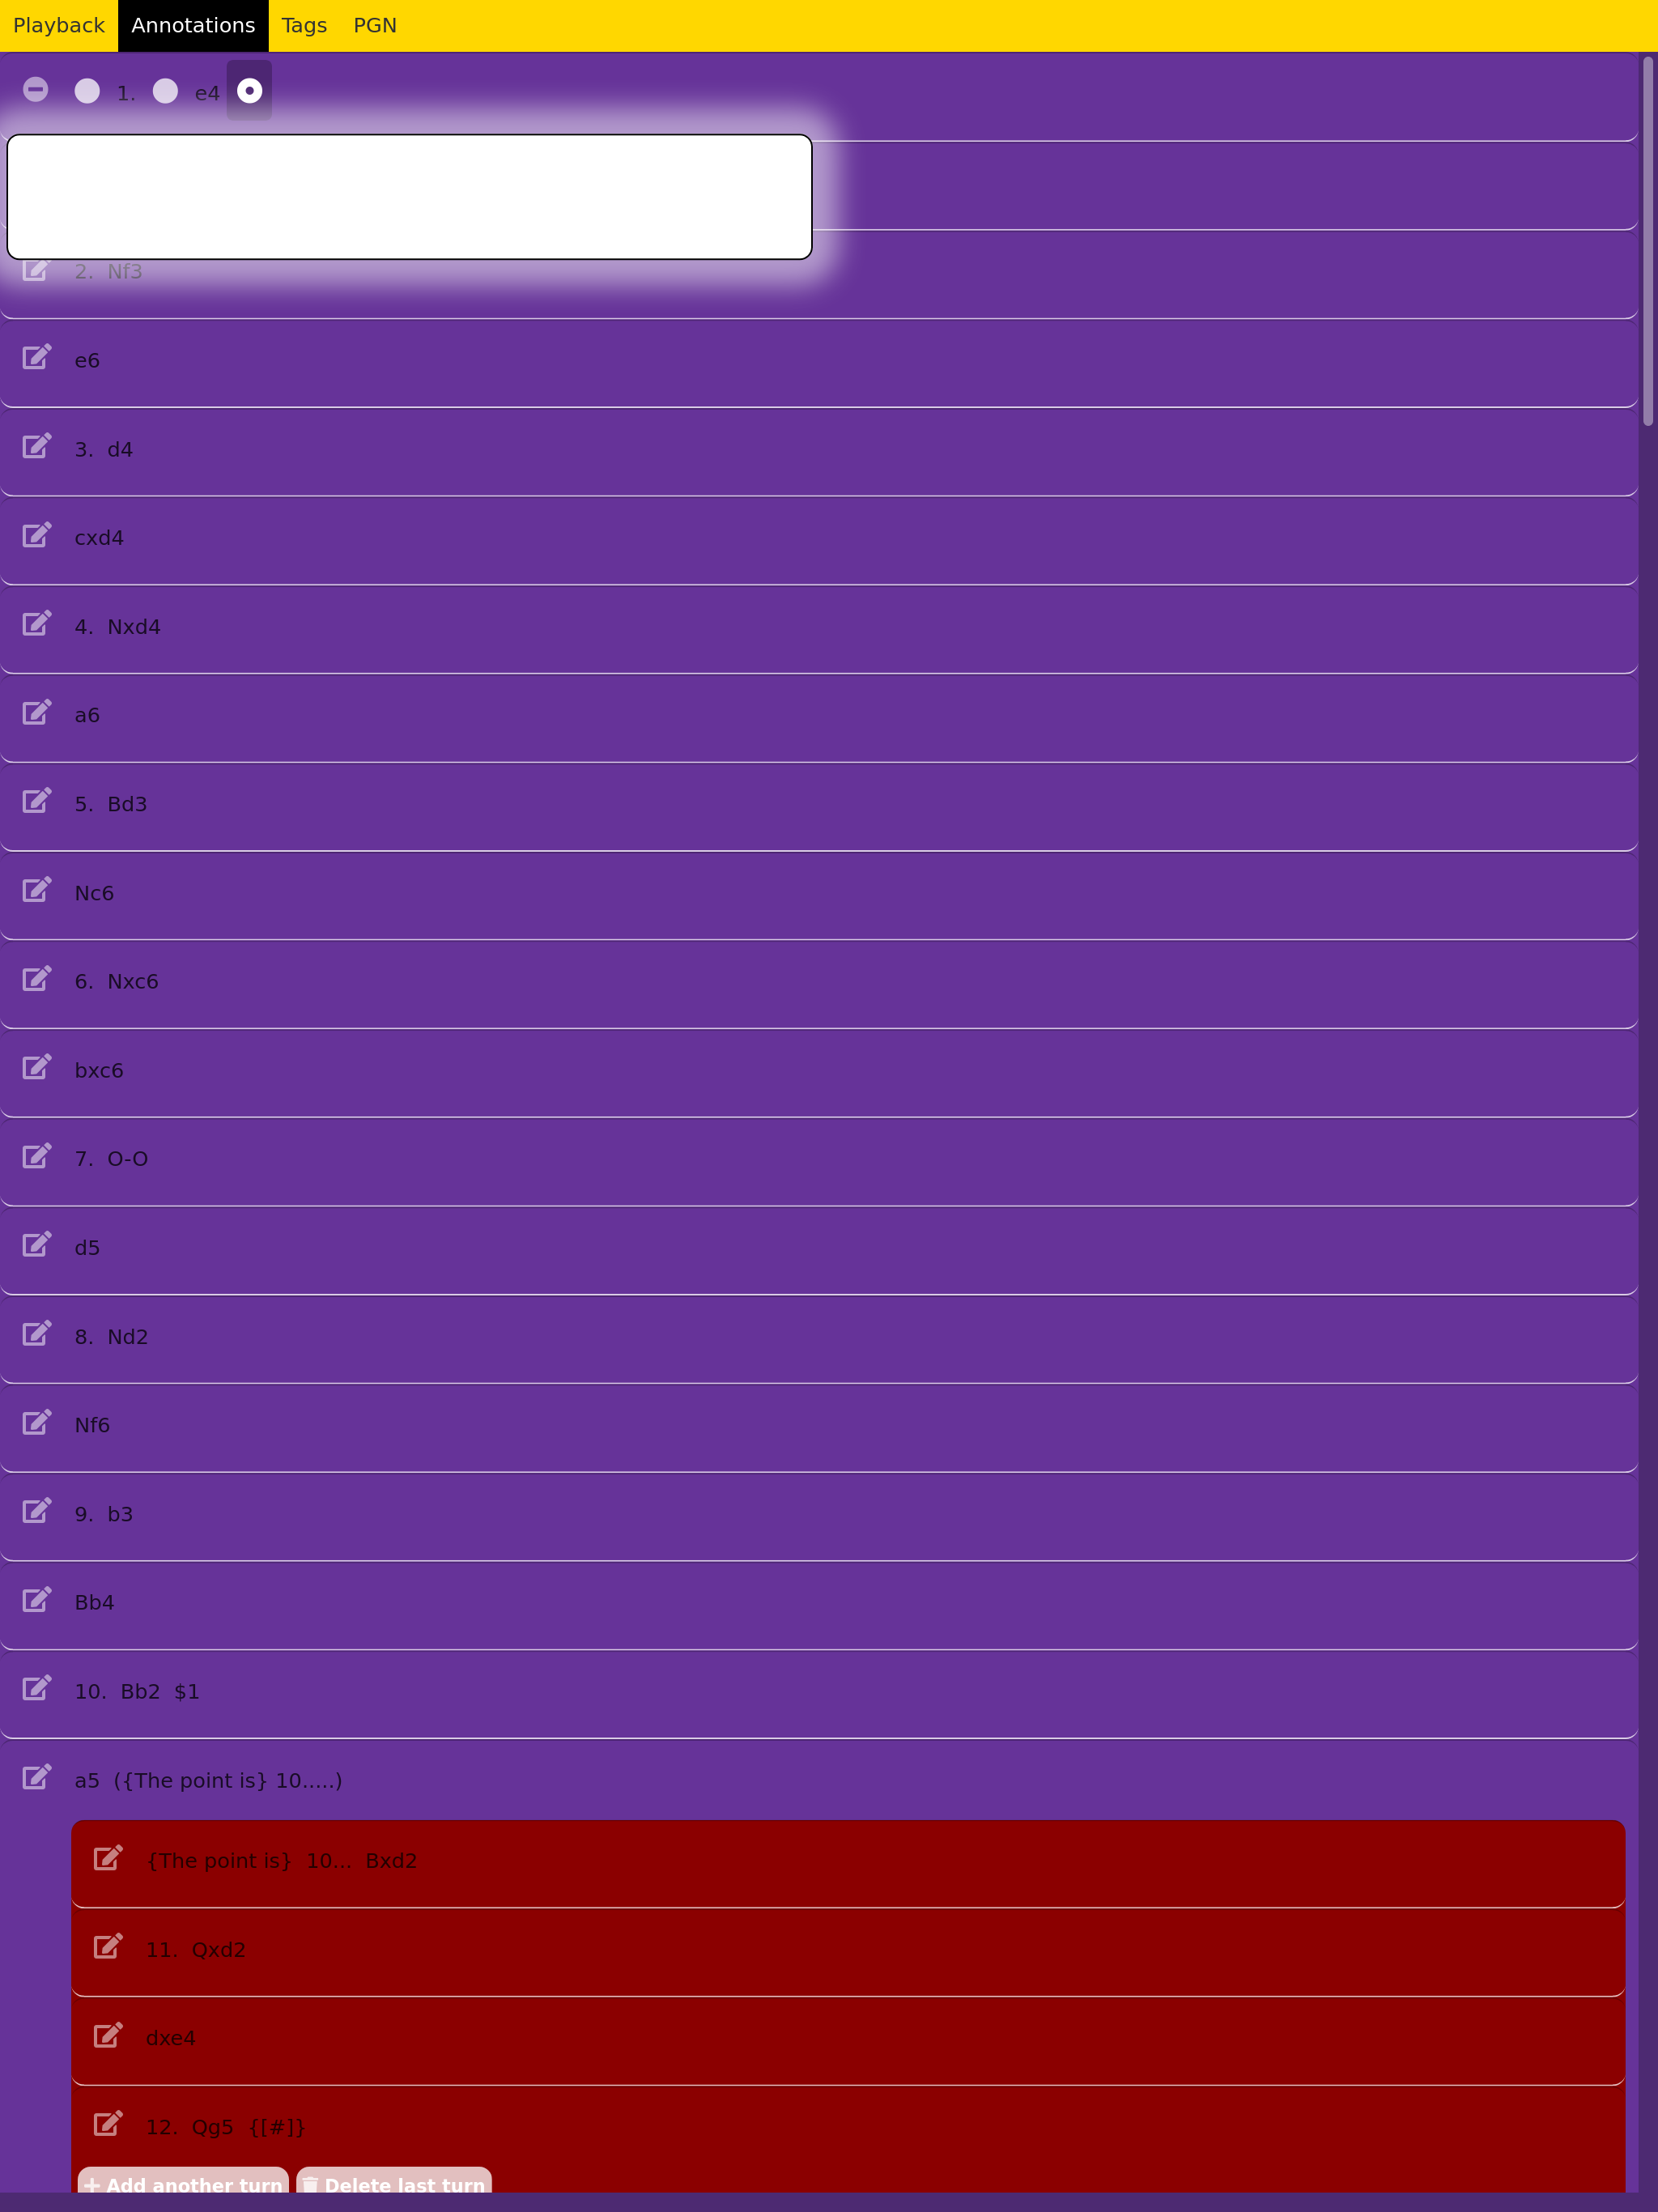 Playback Annotations Tags PGN
1. e4
2. Nf3
e6
3. d4
cxd4
4. Nxd4
a6
5. Bd3
Nc6
6. Nxc6
bxc6
7. O-O
d5
8. Nd2
Nf6
9. b3
Bb4
10. Bb2 $1
a5 ({The point is} 10.....)
{The point is} 10... Bxd2
11. Qxd2
dxe4
12. Qg5 {[#]}
Add another turn Delete last turn